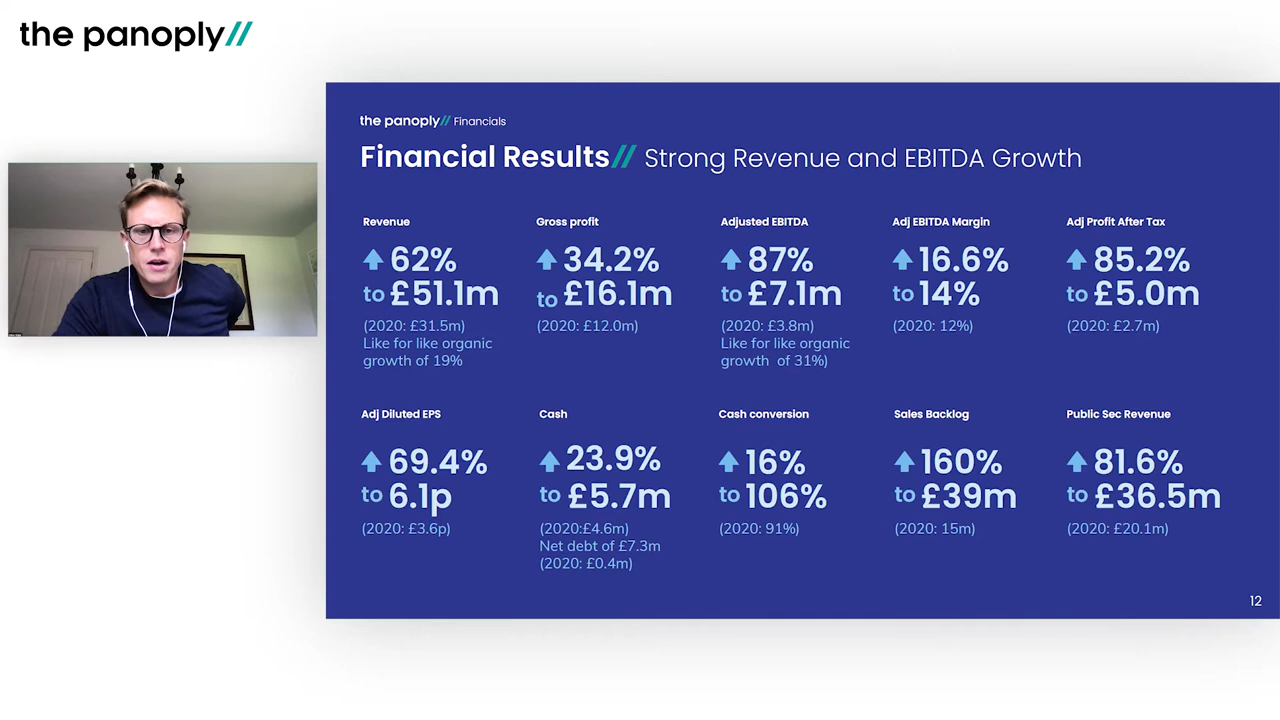 the panoply//
the panoply// Financials
Financial Results// Strong Revenue and EBITDA Growth
Revenue
62%
to £51.1m
(2020: £31.5m)
Like for like organic
growth of 19%
Gross profit
34.2%
to £16.1m
(2020: £12.0m)
Adjusted EBITDA
87%
to £7.1m
(2020: £3.8m)
Like for like organic
growth of 31%)
Adj EBITDA Margin
16.6%
to 14%
(2020: 12%)
Adj Profit After Tax
85.2%
to £5.0m
(2020: £2.7m)
Adj Diluted EPS
69.4%
to 6.1p
(2020: £3.6p)
Cash
23.9%
to £5.7m
(2020:£4.6m)
Net debt of £7.3m
(2020: £0.4m)
Cash conversion
16%
to 106%
(2020: 91%)
Sales Backlog
160%
to £39m
(2020: 15m)
Public Sec Revenue
81.6%
to £36.5m
(2020: £20.1m)
12